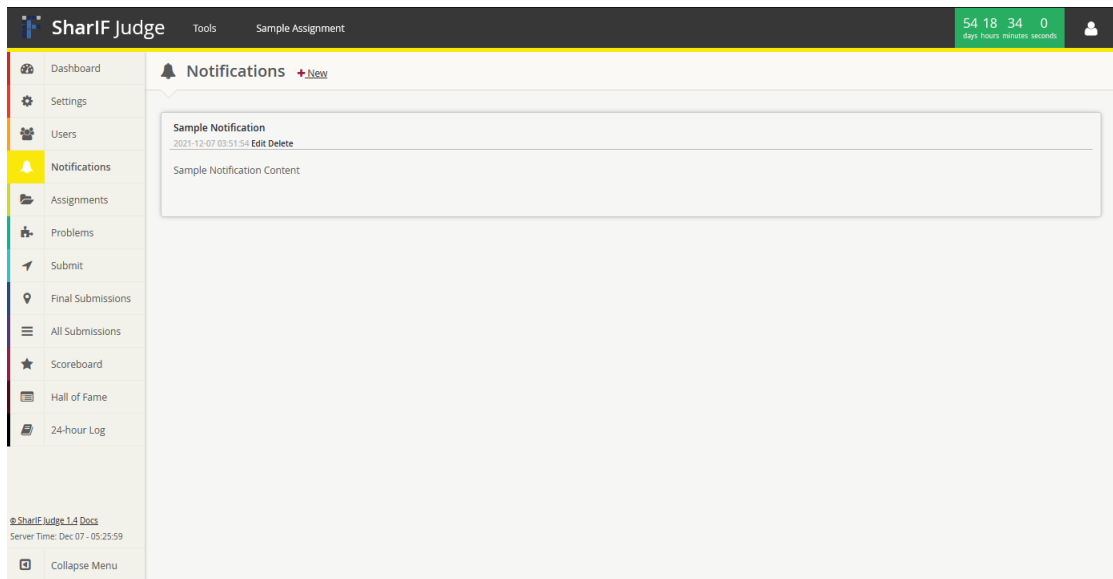 SharIF Judge Tools Sample Assignment 54 18 34 0
days hours minutes seconds
Dashboard
Notifications + New
Settings
Users
Sample Notification
2021-12-07 03:51:54 Edit Delete
Notifications
Sample Notification Content
Assignments
Problems
Submit
Final Submissions
All Submissions
Scoreboard
Hall of Fame
24-hour Log
© SharIF Judge 1.4 Docs
Server Time: Dec 07 - 05:25:59
Collapse Menu